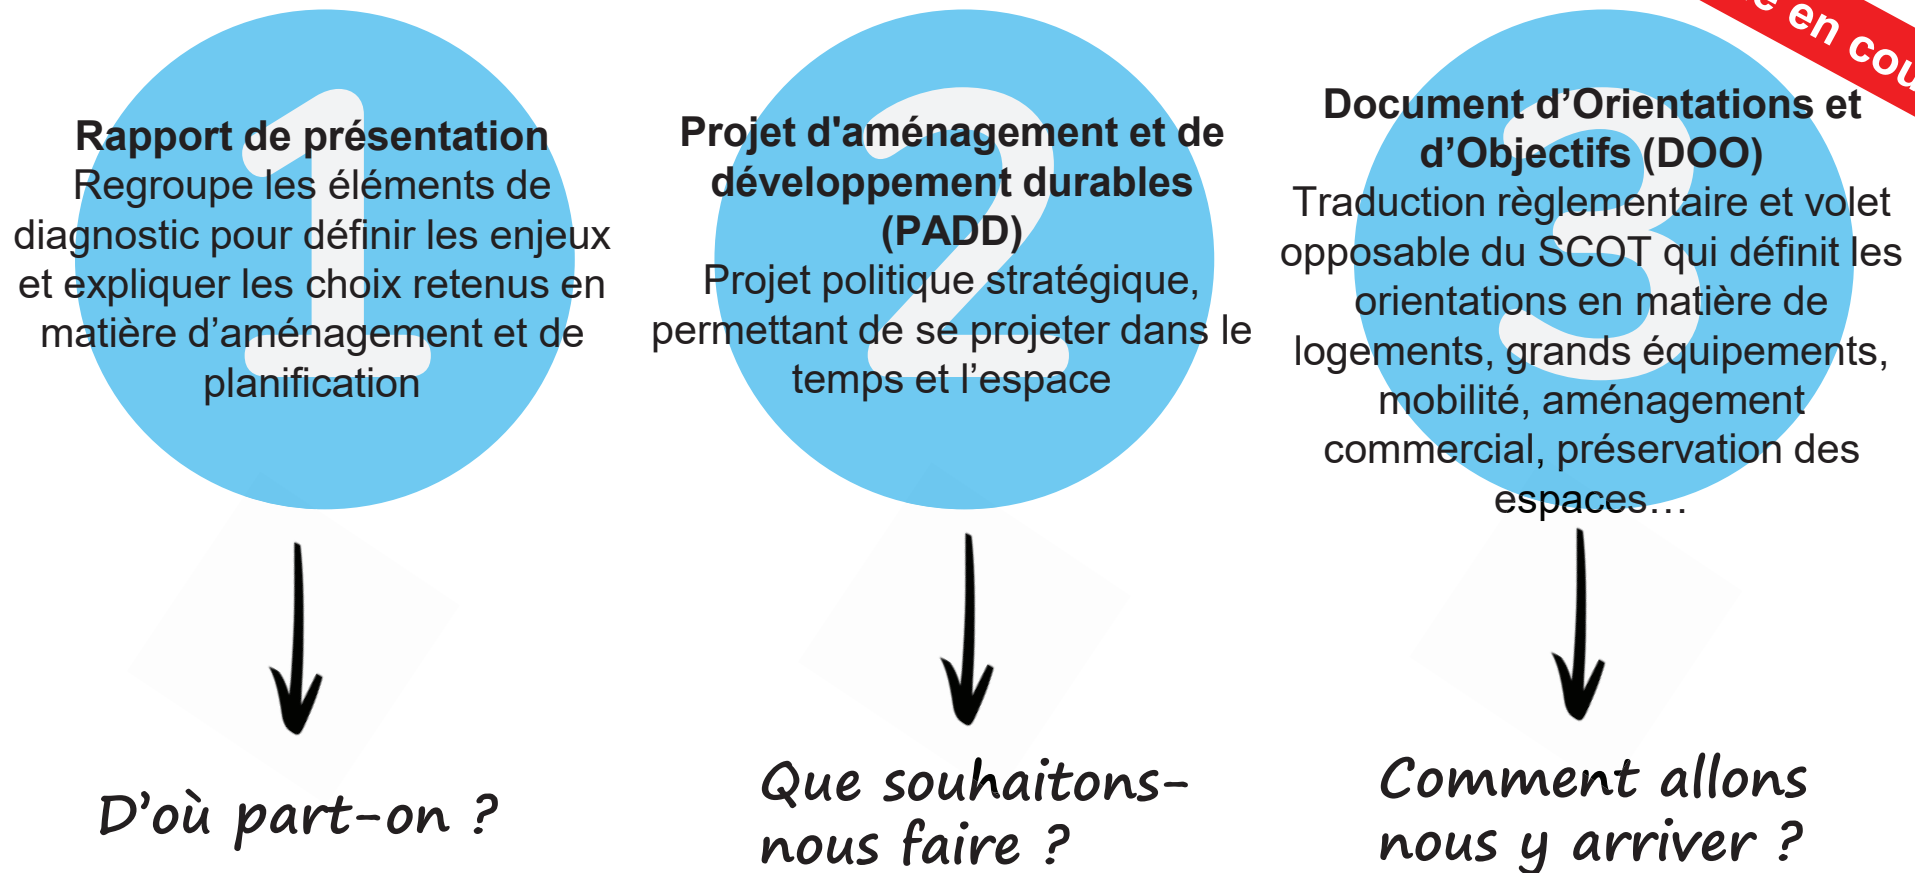 en
1
Rapport de présentation
Regroupe les éléments de
diagnostic pour définir les enjeux
et expliquer les choix retenus en
matière d’aménagement et de
planification
D’où part-on ?
2
Projet d'aménagement et de
développement durables
(PADD)
Projet politique stratégique,
permettant de se projeter dans le
temps et l’espace
Que souhaitons-
nous faire ?
3
Document d’Orientations et
d’Objectifs (DOO)
Traduction règlementaire et volet
opposable du SCOT qui définit les
orientations en matière de
logements, grands équipements,
mobilité, aménagement
commercial, préservation des
espaces…
Comment allons
nous y arriver ?